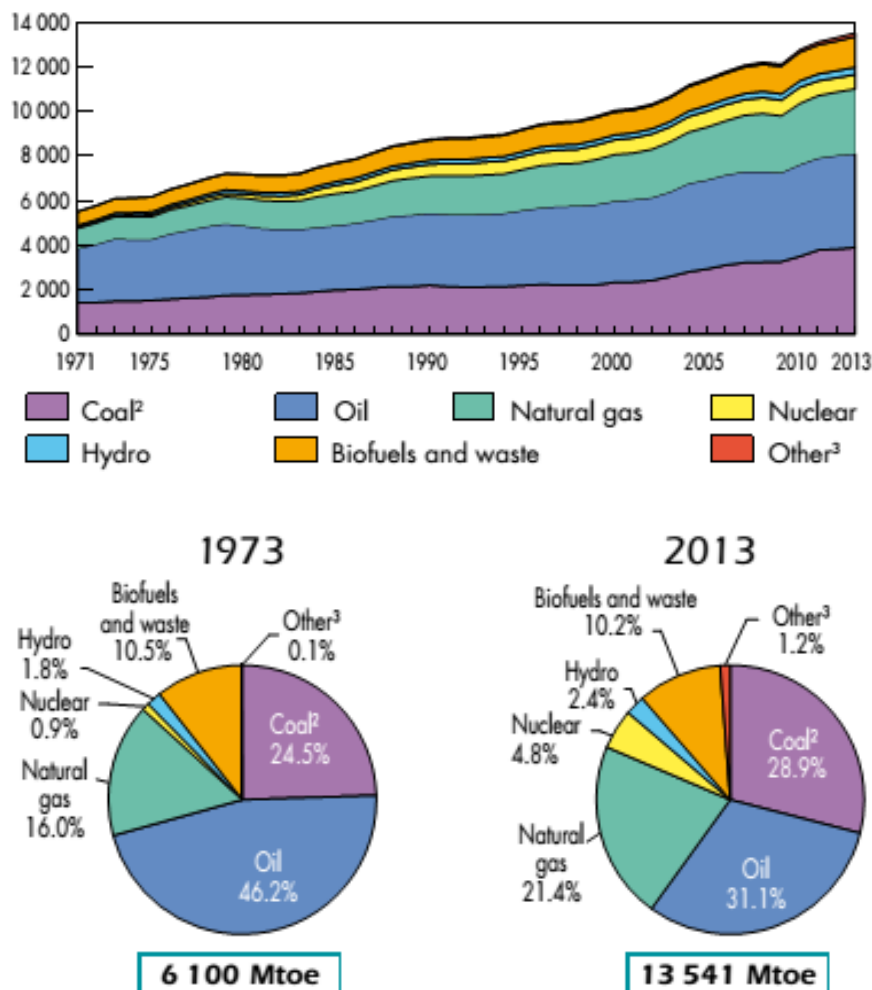 14 000
12 000
10 000
8 000
6 000
4 000
2 000
0
1971 1975 1980 1985 1990 1995 2000 2005 2010 2013
Coal² Oil Natural gas Nuclear
Hydro Biofuels and waste Other³
1973
Biofuels
and waste
10.5%
Other³
0.1%
Hydro
1.8%
Nuclear
0.9%
Natural
gas
16.0%
Coal²
24.5%
Oil
46.2%
6 100 Mtoe
2013
Biofuels and waste
10.2%
Other³
1.2%
Hydro
2.4%
Nuclear
4.8%
Natural
gas
21.4%
Coal²
28.9%
Oil
31.1%
13 541 Mtoe